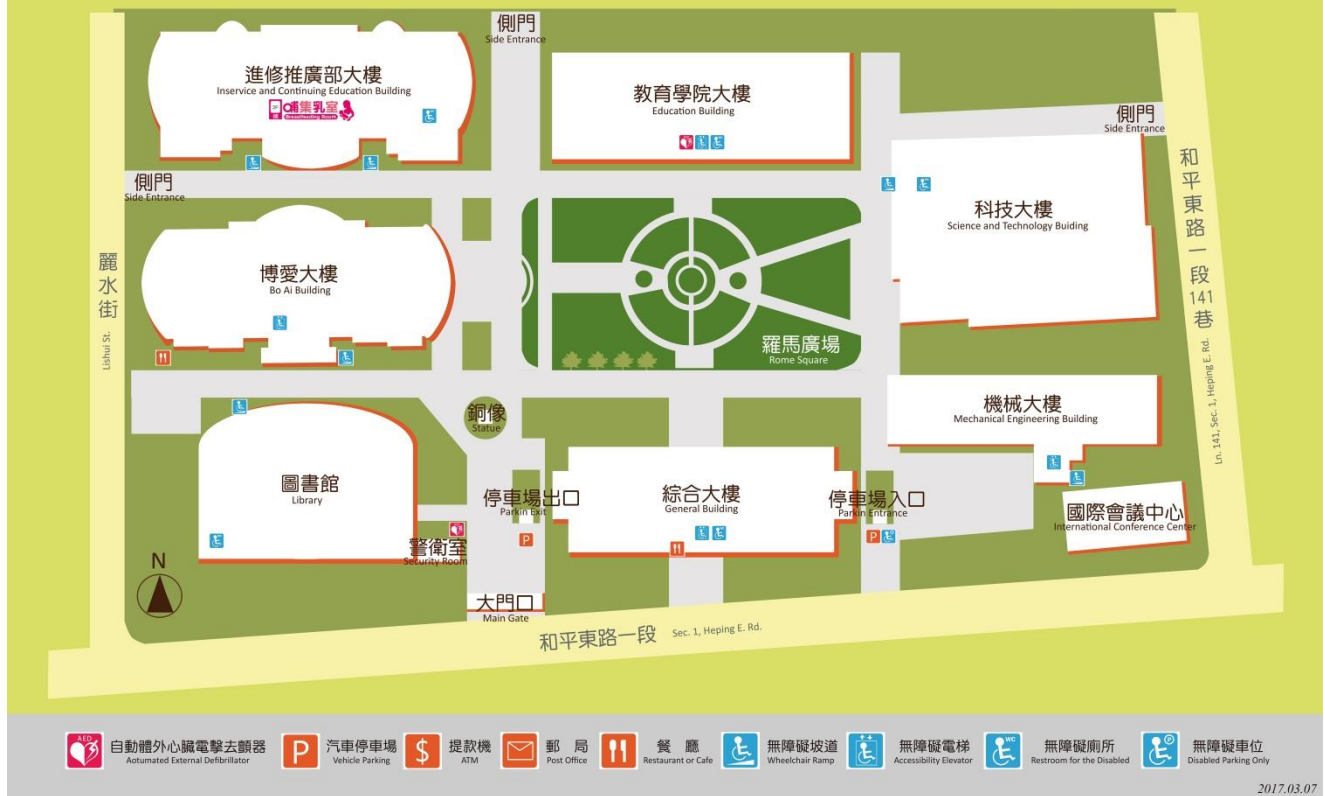 側門
Side Entrance
進修推廣部大樓
Inservice and Continuing Education Building
哺集乳室
Breastfeeding Room
教育學院大樓
Education Building
側門
Side Entrance
側門
Side Entrance
科技大樓
Science and Technology Buiding
和平東路一段141巷
Ln. 141, Sec. 1, Heping E. Rd.
麗水街
Lishui St.
博愛大樓
Bo Ai Building
羅馬廣場
Rome Square
銅像
Statue
機械大樓
Mechanical Engineering Building
圖書館
Library
停車場出口
Parkin Exit
P
綜合大樓
General Building
停車場入口
Parkin Entrance
P
國際會議中心
International Conference Center
警衛室
Security Room
N
大門口
Main Gate
和平東路一段 Sec. 1, Heping E. Rd.
AED
自動體外心臟電擊去顫器
Aotumated External Defibrillator
P
汽車停車場
Vehicle Parking
$
提款機
ATM
郵局
Post Office
餐廳
Restaurant or Cafe
無障礙坡道
Wheelchair Ramp
無障礙電梯
Accessibility Elevator
WC
無障礙廁所
Restroom for the Disabled
P
無障礙車位
Disabled Parking Only
2017.03.07